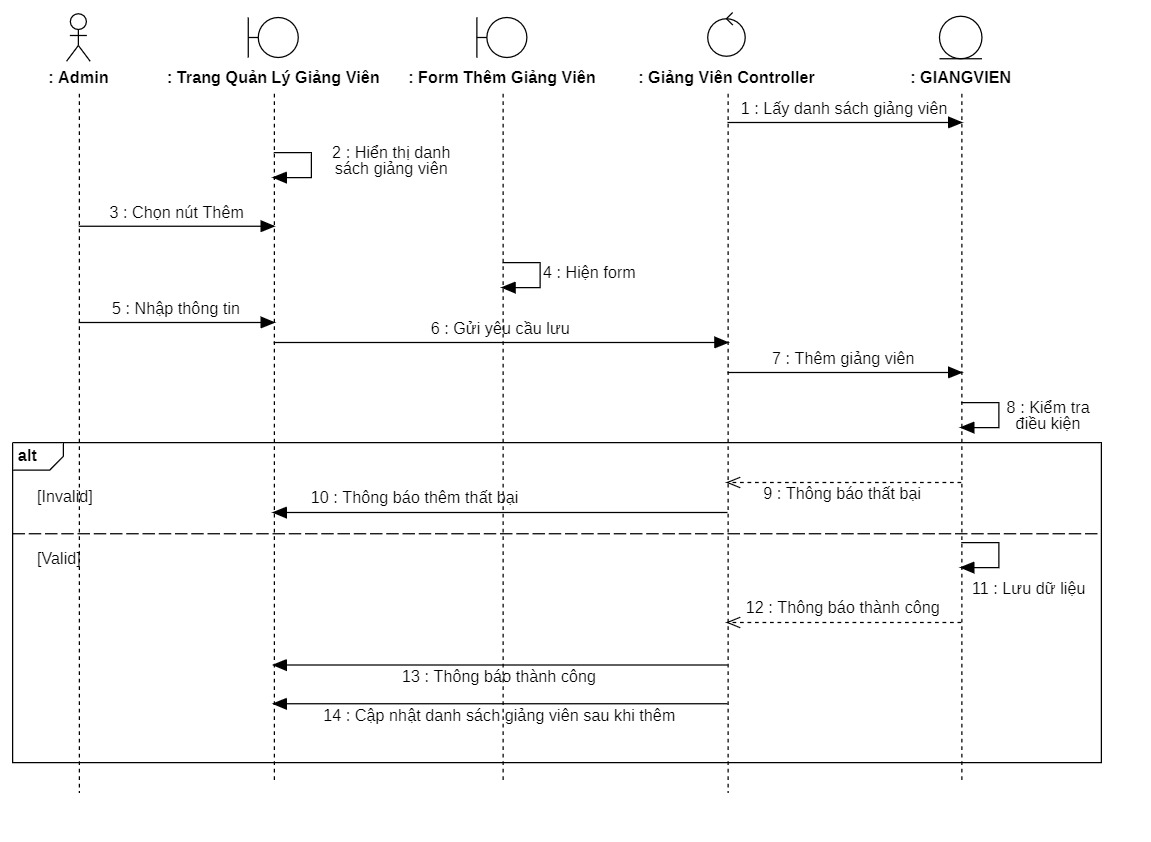 : Admin
: Trang Quản Lý Giảng Viên
: Form Thêm Giảng Viên
: Giảng Viên Controller
: GIANGVIEN
1 : Lấy danh sách giảng viên
2 : Hiển thị danh
sách giảng viên
3 : Chọn nút Thêm
4 : Hiện form
5 : Nhập thông tin
6 : Gửi yêu cầu lưu
7 : Thêm giảng viên
8 : Kiểm tra
điều kiện
alt
[Invalid]
9 : Thông báo thất bại
10 : Thông báo thêm thất bại
[Valid]
11 : Lưu dữ liệu
12 : Thông báo thành công
13 : Thông báo thành công
14 : Cập nhật danh sách giảng viên sau khi thêm